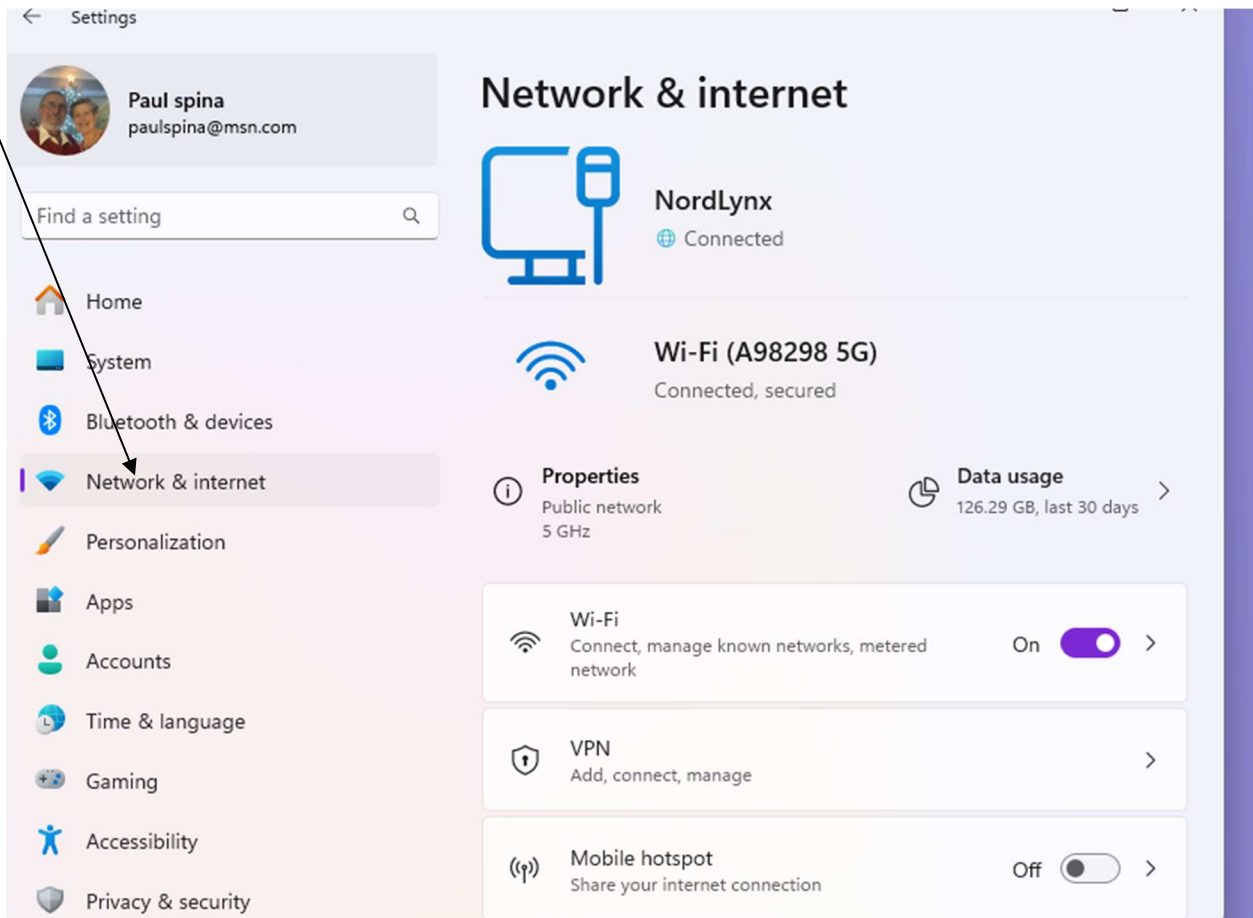 Settings
Paul spina
paulspina@msn.com
Find a setting
Home
System
Bluetooth & devices
Network & internet
Personalization
Apps
Accounts
Time & language
Gaming
Accessibility
Privacy & security
Network & internet
NordLynx
Connected
Wi-Fi (A98298 5G)
Connected, secured
Properties
Public network
5 GHz
Data usage
126.29 GB, last 30 days
Wi-Fi
Connect, manage known networks, metered
network
On
VPN
Add, connect, manage
Mobile hotspot
Share your internet connection
Off